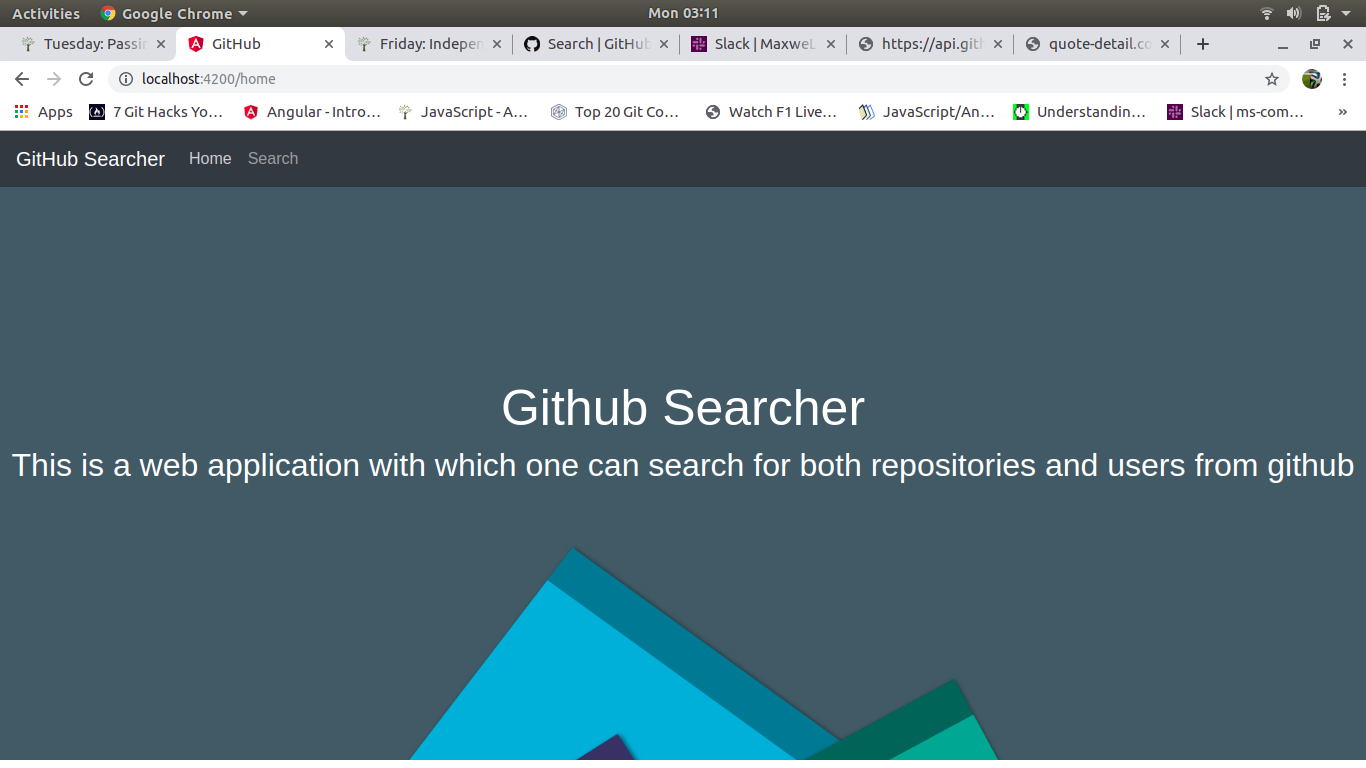 Activities Google Chrome Mon 03:11
Tuesday: Passin GitHub Friday: Indepen Search | GitHub Slack | MaxweL https://api.gith quote-detail.co
localhost:4200/home
Apps 7 Git Hacks Yo… Angular - Intro… JavaScript - A… Top 20 Git Co… Watch F1 Live… JavaScript/An… Understandin… Slack | ms-com… »
GitHub Searcher Home Search
Github Searcher
This is a web application with which one can search for both repositories and users from github